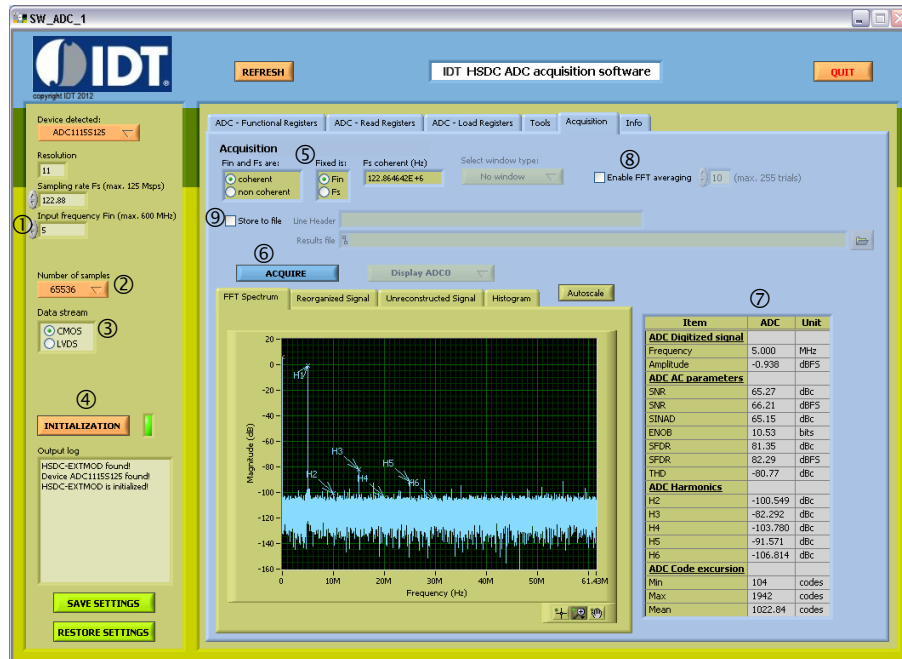 SW_ADC_1
IDT®
copyright IDT 2012
REFRESH
IDT HSDC ADC acquisition software
QUIT
Device detected:
ADC1115S125
Resolution
11
Sampling rate Fs (max. 125 Msps)
122.88
① Input frequency Fin (max. 600 MHz)
5
Number of samples
65536 ②
Data stream
CMOS ③
LVDS
④
INITIALIZATION
Output log
HSDC-EXTMOD found!
Device ADC1115S125 found!
HSDC-EXTMOD is initialized!
SAVE SETTINGS
RESTORE SETTINGS
ADC - Functional Registers ADC - Read Registers ADC - Load Registers Tools Acquisition Info
Acquisition
Fin and Fs are: ⑤ Fixed is: Fs coherent (Hz) Select window type: ⑧
coherent Fin 122.864642E+6 No window Enable FFT averaging 10 (max. 255 trials)
non coherent Fs
⑨ Store to file Line Header
Results file
⑥
ACQUIRE Display ADC0
FFT Spectrum Reorganized Signal Unreconstructed Signal Histogram Autoscale
Magnitude (dB)
20
0
-20
-40
-60
-80
-100
-120
-140
-160
H1
H2
H3
H4
H5
H6
0 10M 20M 30M 40M 50M 61.43M
Frequency (Hz)
⑦
Item ADC Unit
ADC Digitized signal
Frequency 5.000 MHz
Amplitude -0.938 dBFS
ADC AC parameters
SNR 65.27 dBc
SNR 66.21 dBFS
SINAD 65.15 dBc
ENOB 10.53 bits
SFDR 81.35 dBc
SFDR 82.29 dBFS
THD -80.77 dBc
ADC Harmonics
H2 -100.549 dBc
H3 -82.292 dBc
H4 -103.780 dBc
H5 -91.571 dBc
H6 -106.814 dBc
ADC Code excursion
Min 104 codes
Max 1942 codes
Mean 1022.84 codes